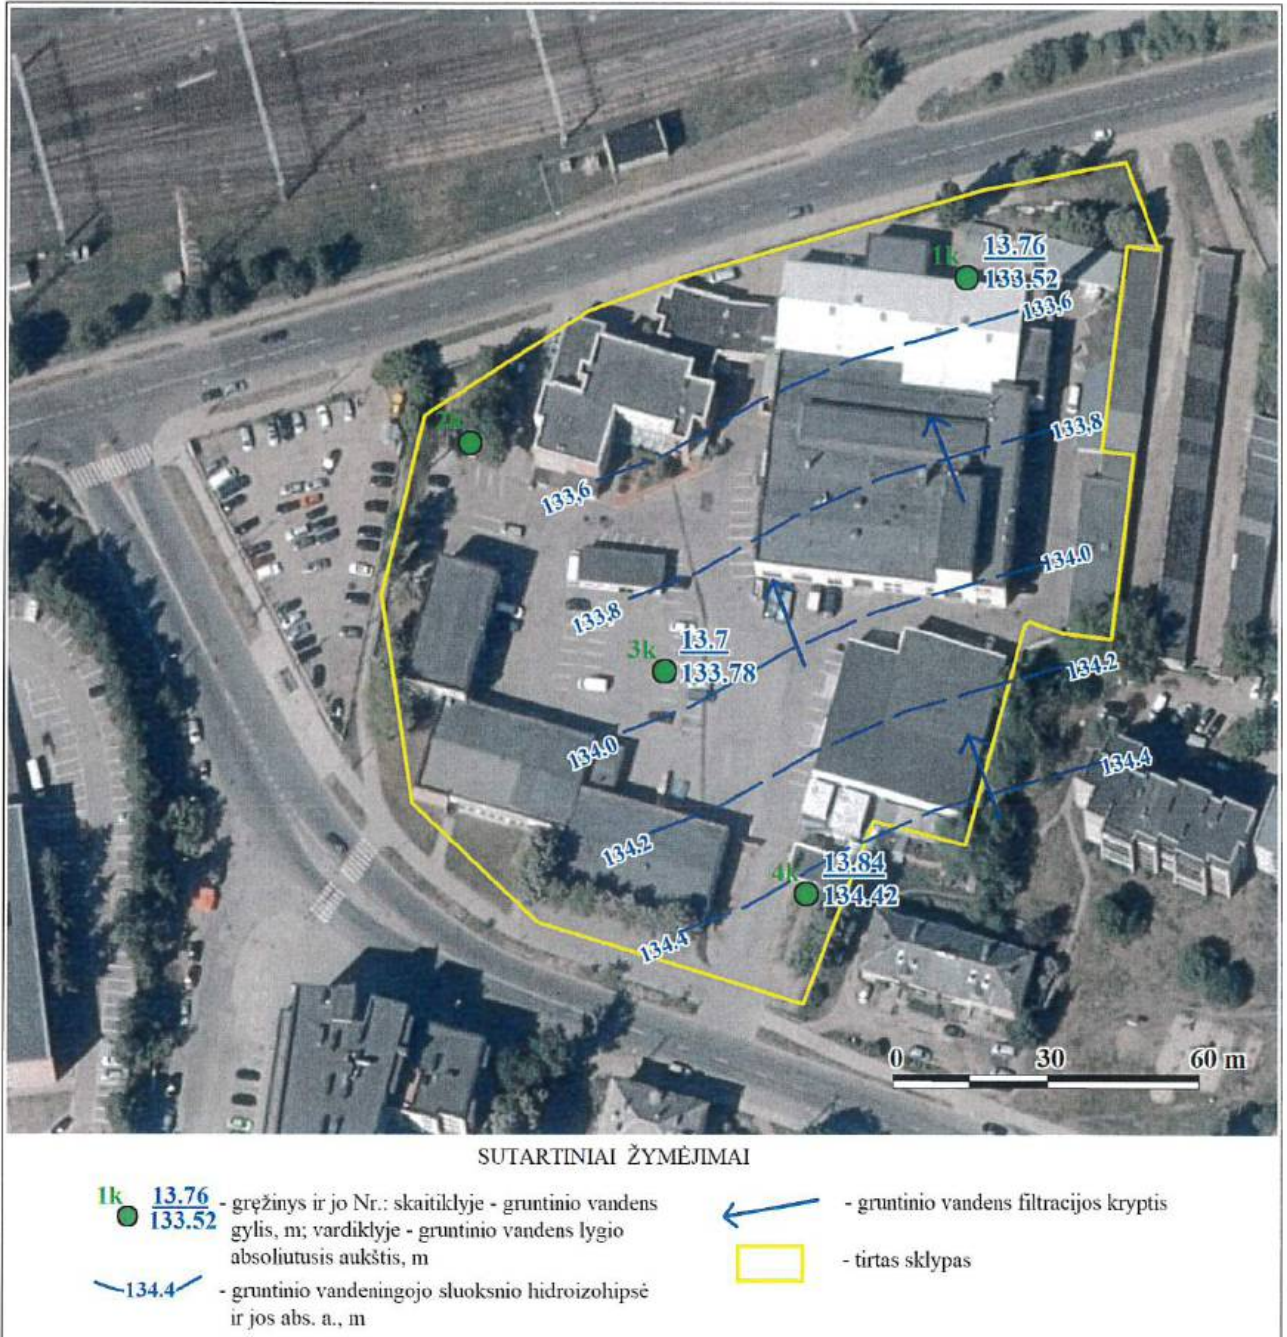 1k
13.76
133.52
133,6
133,8
133,6
134.0
133,8
3k
13.7
133.78
134.2
134.0
134.4
134.2
4k
13.84
134.42
134.4
0 30 60 m
SUTARTINIAI ŽYMĖJIMAI
1k 13.76
133.52
- gręžinys ir jo Nr.: skaitiklyje - gruntinio vandens
gylis, m; vardiklyje - gruntinio vandens lygio
absoliutusis aukštis, m
134.4 - gruntinio vandeningojo sluoksnio hidroizohipsė
ir jos abs. a., m
- gruntinio vandens filtracijos kryptis
- tirtas sklypas